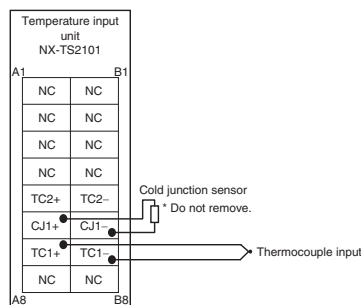 Temperature input
unit
NX-TS2101
A1 B1
NC NC
NC NC
NC NC
NC NC
TC2+ TC2–
Cold junction sensor
* Do not remove.
CJ1+ CJ1–
TC1+ TC1–
Thermocouple input
NC NC
A8 B8